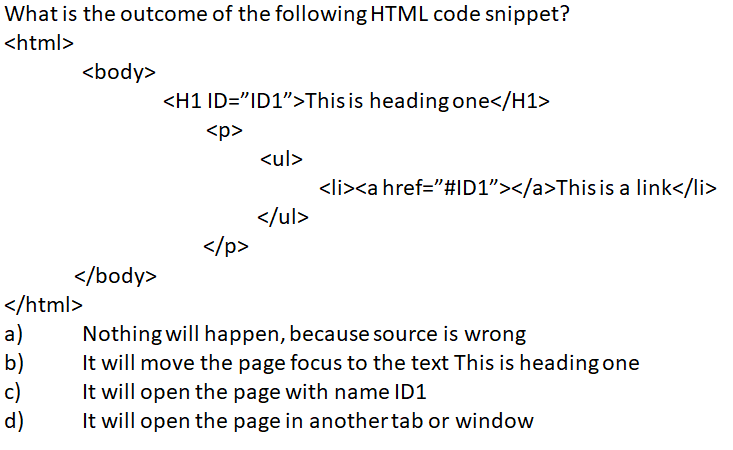 What is the outcome of the following HTML code snippet?
<html>
<body>
<H1 ID=”ID1”>This is heading one</H1>
<p>
<ul>
<li><a href=”#ID1”></a>This is a link</li>
</ul>
</p>
</body>
</html>
a) Nothing will happen, because source is wrong
b) It will move the page focus to the text This is heading one
c) It will open the page with name ID1
d) It will open the page in another tab or window